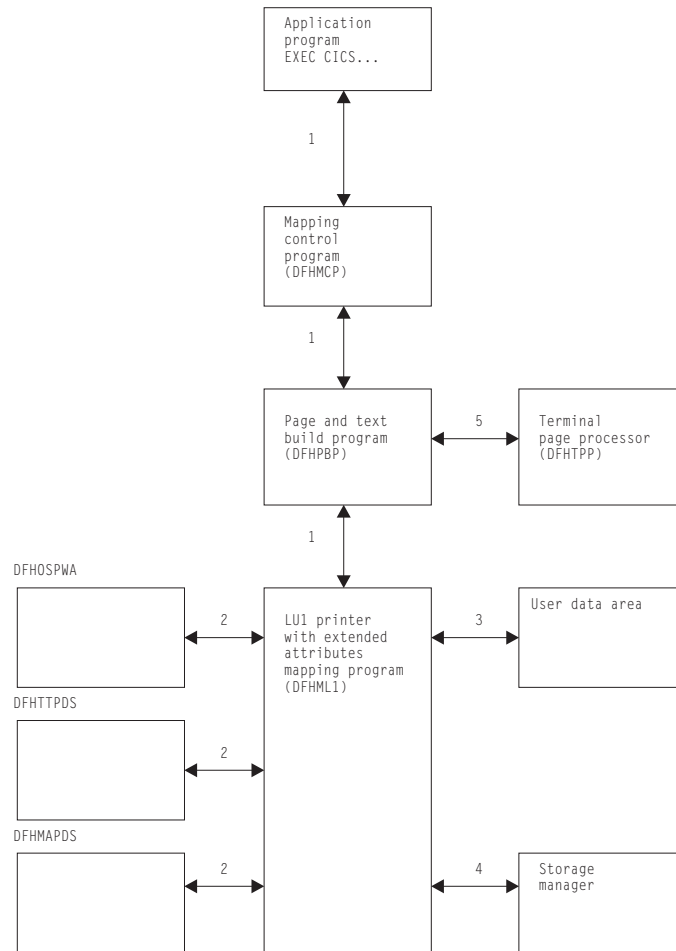 Application
program
EXEC CICS...
1
Mapping
control
program
(DFHMCP)
1
Page and text
build program
(DFHPBP)
5
Terminal
page processor
(DFHTPP)
1
DFHOSPWA
2
LU1 printer
with extended
attributes
mapping program
(DFHML1)
3
User data area
DFHTTPDS
2
DFHMAPDS
2
4
Storage
manager